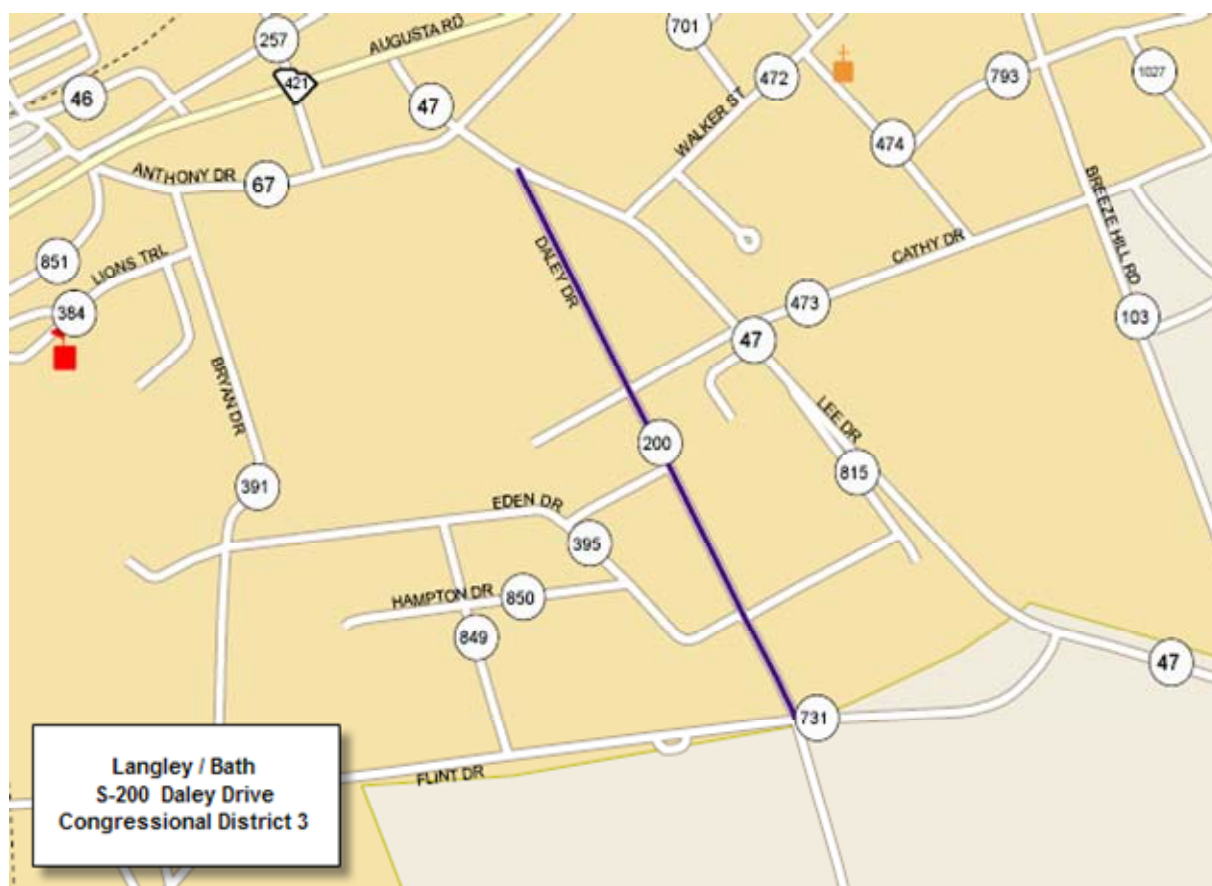 701
257
AUGUSTA RD
421
472
793
1027
46
47
WALKER ST
474
ANTHONY DR
67
BREEZE HILL RD
DALEY DR
CATHY DR
851
LIONS TRL
384
473
103
47
BRYAN DR
LEE DR
200
815
391
EDEN DR
395
HAMPTON DR
850
849
47
731
FLINT DR
Langley / Bath
S-200 Daley Drive
Congressional District 3